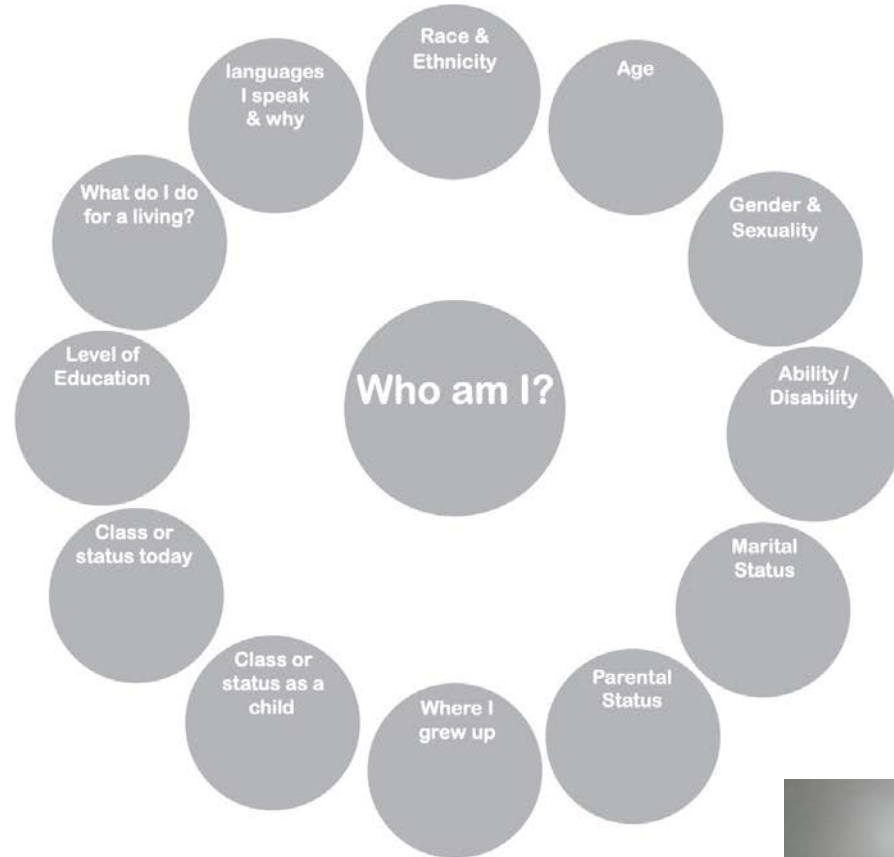 Race &
Ethnicity
Age
Gender &
Sexuality
Ability /
Disability
Marital
Status
Parental
Status
Where I
grew up
Class or
status as a
child
Class or
status today
Level of
Education
What do I do
for a living?
languages
I speak
& why
Who am I?